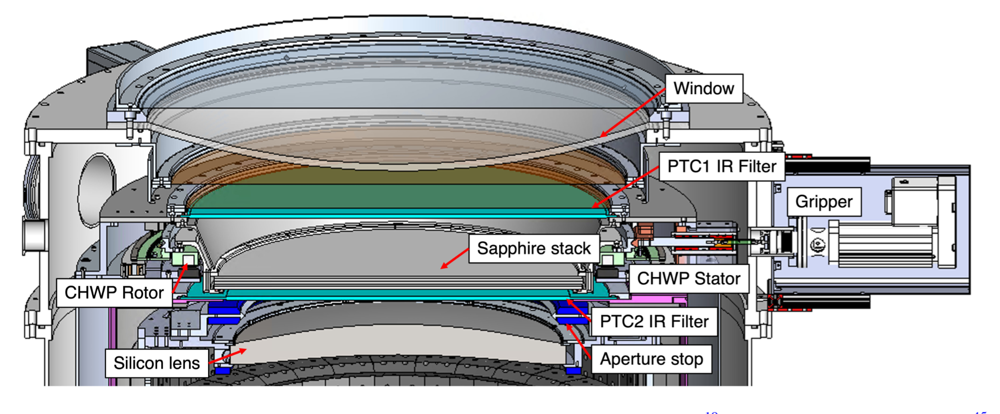 Window
PTC1 IR Filter
Gripper
Sapphire stack
CHWP Stator
CHWP Rotor
PTC2 IR Filter
Silicon lens
Aperture stop